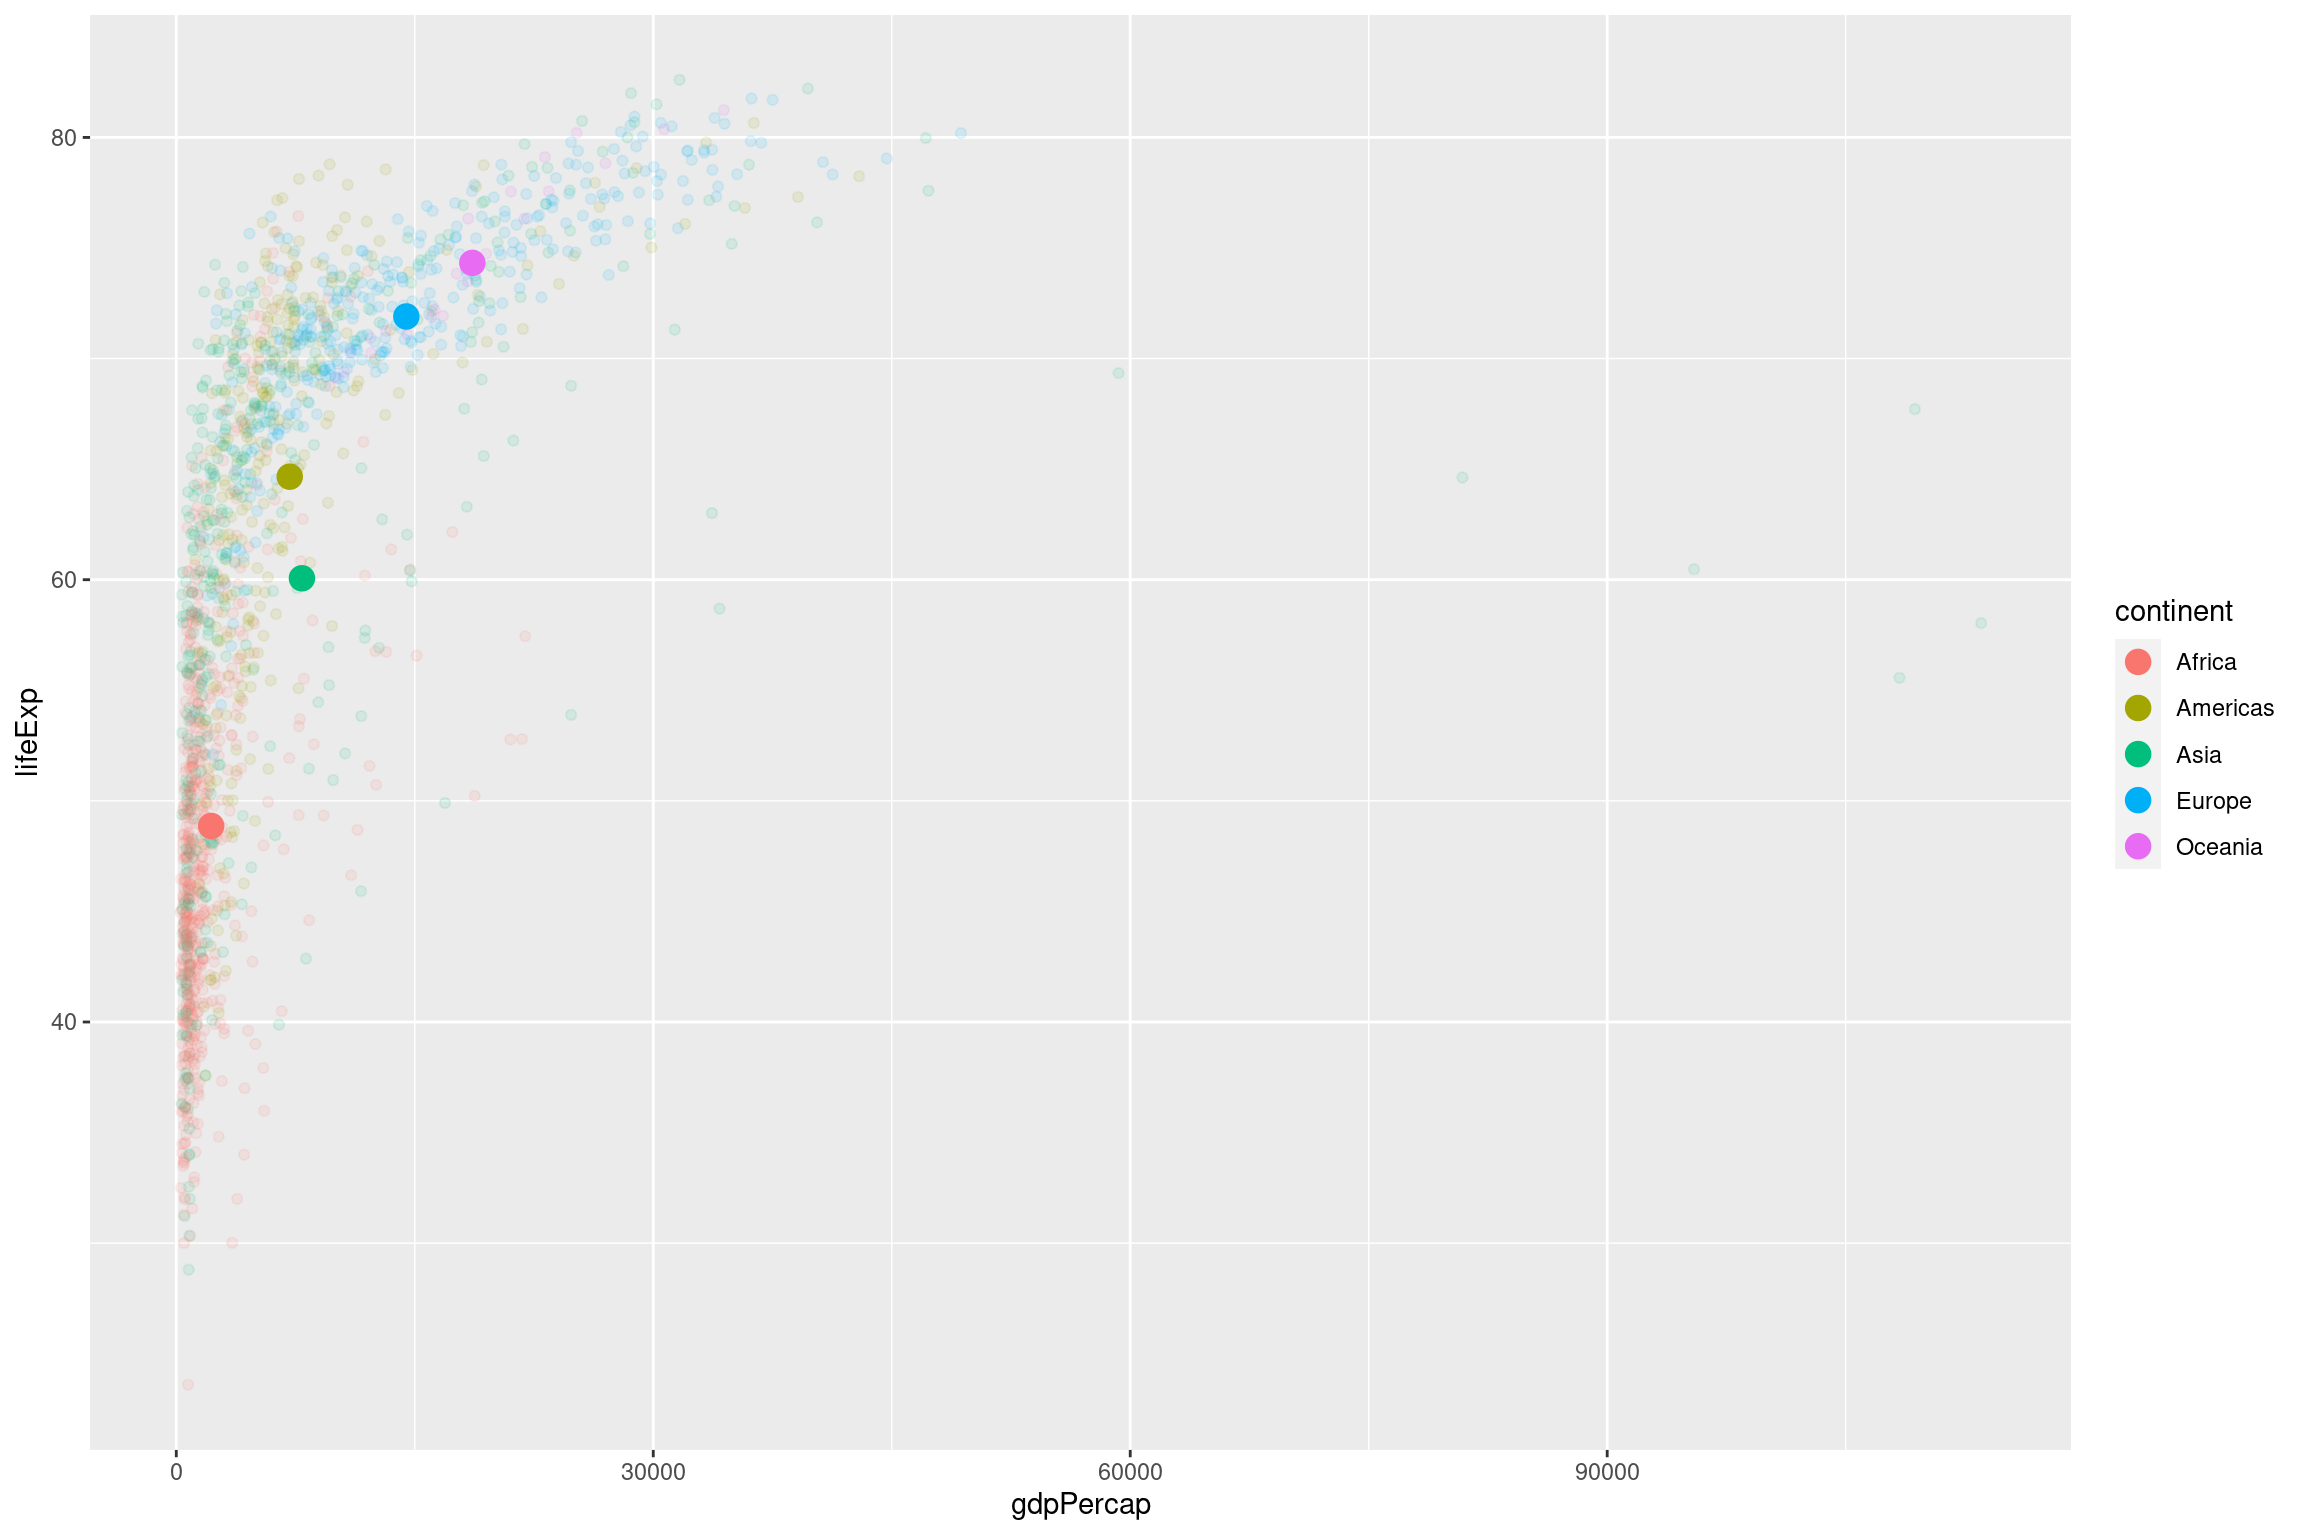 80
60
40
lifeExp
0 30000 60000 90000
gdpPercap
continent
Africa
Americas
Asia
Europe
Oceania